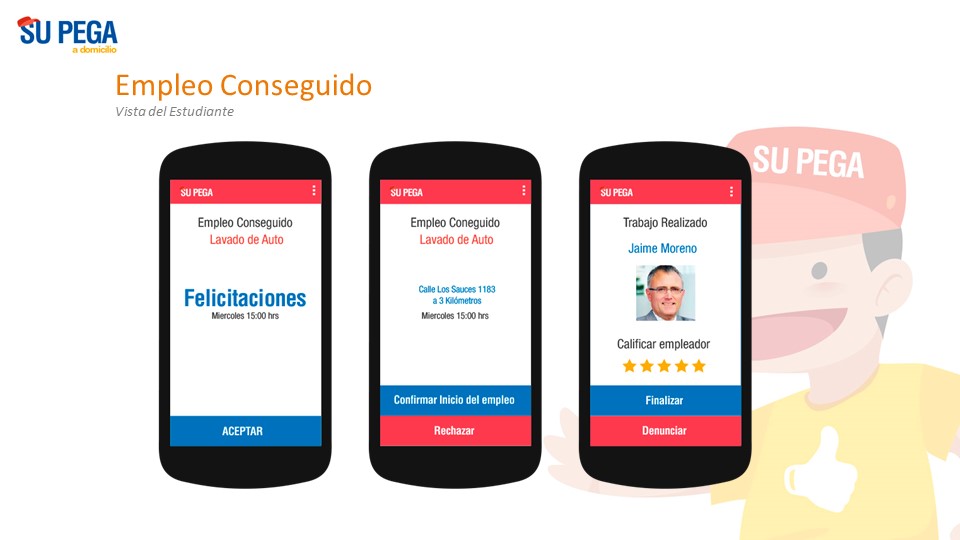 SU PEGA
a domicilio
Empleo Conseguido
Vista del Estudiante
SU PEGA
SU PEGA
Empleo Conseguido
Lavado de Auto
Felicitaciones
Miercoles 15:00 hrs
ACEPTAR
SU PEGA
Empleo Coneguido
Lavado de Auto
Calle Los Sauces 1183
a 3 Kilómetros
Miercoles 15:00 hrs
Confirmar Inicio del empleo
Rechazar
SU PEGA
Trabajo Realizado
Jaime Moreno
Calificar empleador
Finalizar
Denunciar